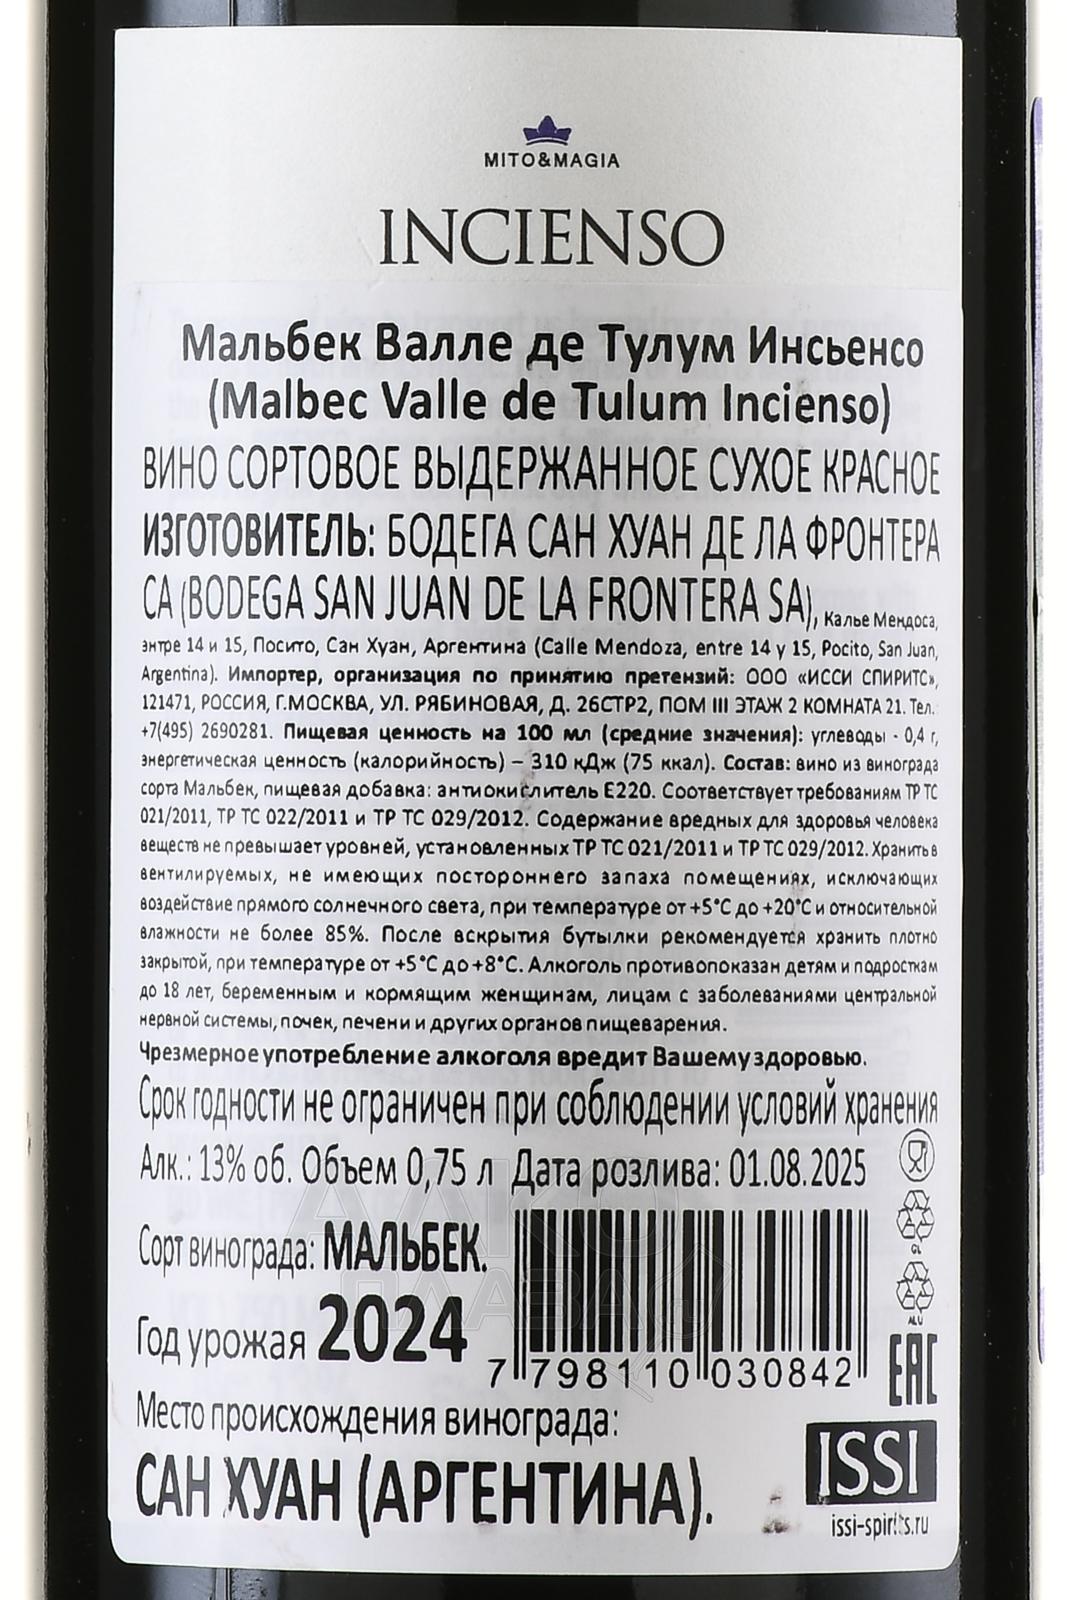 MITO&MAGIA
INCIENSO
Мальбек Валле де Тулум Инсьенсо
(Malbec Valle de Tulum Incienso)
ВИНО СОРТОВОЕ ВЫДЕРЖАННОЕ СУХОЕ КРАСНОЕ
ИЗГОТОВИТЕЛЬ: БОДЕГА САН ХУАН ДЕ ЛА ФРОНТЕРА
СА (BODEGA SAN JUAN DE LA FRONTERA SA), Калье Мендоса,
энтре 14 и 15, Посито, Сан Хуан, Аргентина (Calle Mendoza, entre 14 y 15, Pocito, San Juan,
Argentina). Импортер, организация по принятию претензий: ООО «ИССИ СПИРИТС»,
121471, РОССИЯ, Г.МОСКВА, УЛ. РЯБИНОВАЯ, Д. 26СТР2, ПОМ III ЭТАЖ 2 КОМНАТА 21. Тел.
+7(495) 2690281. Пищевая ценность на 100 мл (средние значения): углеводы - 0,4 г,
энергетическая ценность (калорийность) – 310 кДж (75 ккал). Состав: вино из винограда
сорта Мальбек, пищевая добавка: антиокислитель Е220. Соответствует требованиям ТР ТС
021/2011, ТР ТС 022/2011 и ТР ТС 029/2012. Содержание вредных для здоровья человека
веществ не превышает уровней, установленных ТР ТС 021/2011 и ТР ТС 029/2012. Хранить в
вентилируемых, не имеющих постороннего запаха помещениях, исключающих
воздействие прямого солнечного света, при температуре от +5°С до +20°С и относительной
влажности не более 85%. После вскрытия бутылки рекомендуется хранить плотно
закрытой, при температуре от +5°С до +8°С. Алкоголь противопоказан детям и подросткам
до 18 лет, беременным и кормящим женщинам, лицам с заболеваниями центральной
нервной системы, почек, печени и других органов пищеварения.
Чрезмерное употребление алкоголя вредит Вашему здоровью.
Срок годности не ограничен при соблюдении условий хранения
Алк.: 13% об. Объем 0,75 л Дата розлива: 01.08.2025
Сорт винограда: МАЛЬБЕК.
GL
ALU
Год урожая 2024
7 798110 030842
EAC
Место происхождения винограда:
САН ХУАН (АРГЕНТИНА).
ISSI
issi-spirits.ru
АЛКО
ПЛАЗА